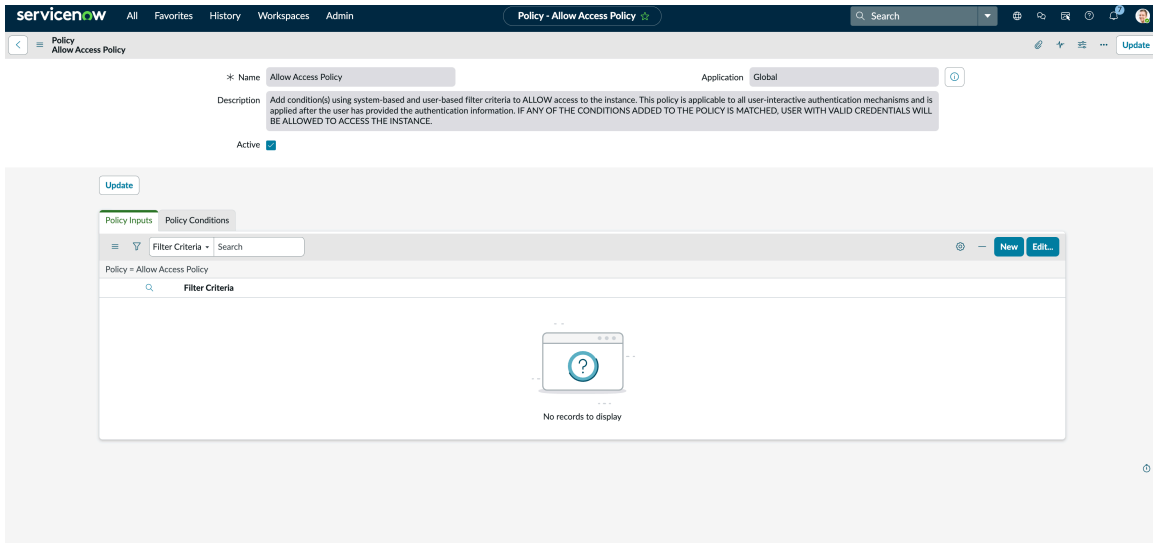 servicenow All Favorites History Workspaces Admin Policy - Allow Access Policy Search 7
Policy
Allow Access Policy Update
Name Allow Access Policy Application Global
Description Add condition(s) using system-based and user-based filter criteria to ALLOW access to the instance. This policy is applicable to all user-interactive authentication mechanisms and is
applied after the user has provided the authentication information. IF ANY OF THE CONDITIONS ADDED TO THE POLICY IS MATCHED, USER WITH VALID CREDENTIALS WILL
BE ALLOWED TO ACCESS THE INSTANCE.
Active
Update
Policy Inputs Policy Conditions
Filter Criteria Search New Edit...
Policy = Allow Access Policy
Filter Criteria
No records to display